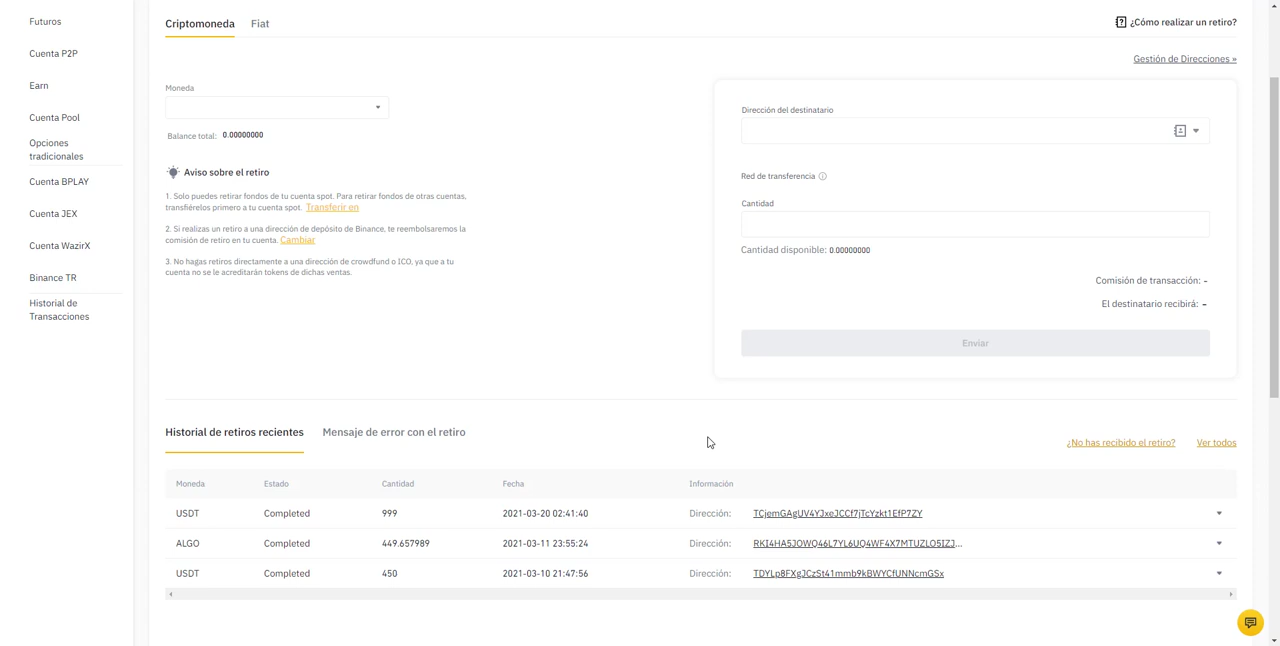 Futuros
Cuenta P2P
Earn
Cuenta Pool
Opciones
tradicionales
Cuenta BPLAY
Cuenta JEX
Cuenta WazirX
Binance TR
Historial de
Transacciones
Criptomoneda Fiat
¿Cómo realizar un retiro?
Gestión de Direcciones »
Moneda
Balance total: 0.00000000
Aviso sobre el retiro
1. Solo puedes retirar fondos de tu cuenta spot. Para retirar fondos de otras cuentas,
transfiérelos primero a tu cuenta spot. Transferir en
2. Si realizas un retiro a una dirección de depósito de Binance, te reembolsaremos la
comisión de retiro en tu cuenta. Cambiar
3. No hagas retiros directamente a una dirección de crowdfund o ICO, ya que a tu
cuenta no se le acreditarán tokens de dichas ventas.
Dirección del destinatario
Red de transferencia
Cantidad
Cantidad disponible: 0.00000000
Comisión de transacción: -
El destinatario recibirá: -
Enviar
Historial de retiros recientes Mensaje de error con el retiro
¿No has recibido el retiro? Ver todos
Moneda Estado Cantidad Fecha Información
USDT Completed 999 2021-03-20 02:41:40 Dirección: TCjemGAgUV4YJxeJCCf7jTcYzkt1EfP7ZY
ALGO Completed 449.657989 2021-03-11 23:55:24 Dirección: RKI4HA5JOWQ46L7YL6UQ4WF4X7MTUZLO5IZJ...
USDT Completed 450 2021-03-10 21:47:56 Dirección: TDYLp8FXgJCzSt41mmb9kBWYCfUNNcmGSx